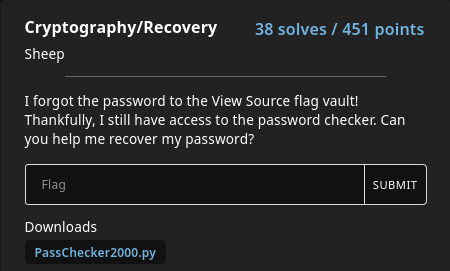 Cryptography/Recovery
38 solves / 451 points
Sheep
I forgot the password to the View Source flag vault!
Thankfully, I still have access to the password checker. Can
you help me recover my password?
Flag
SUBMIT
Downloads
PassChecker2000.py